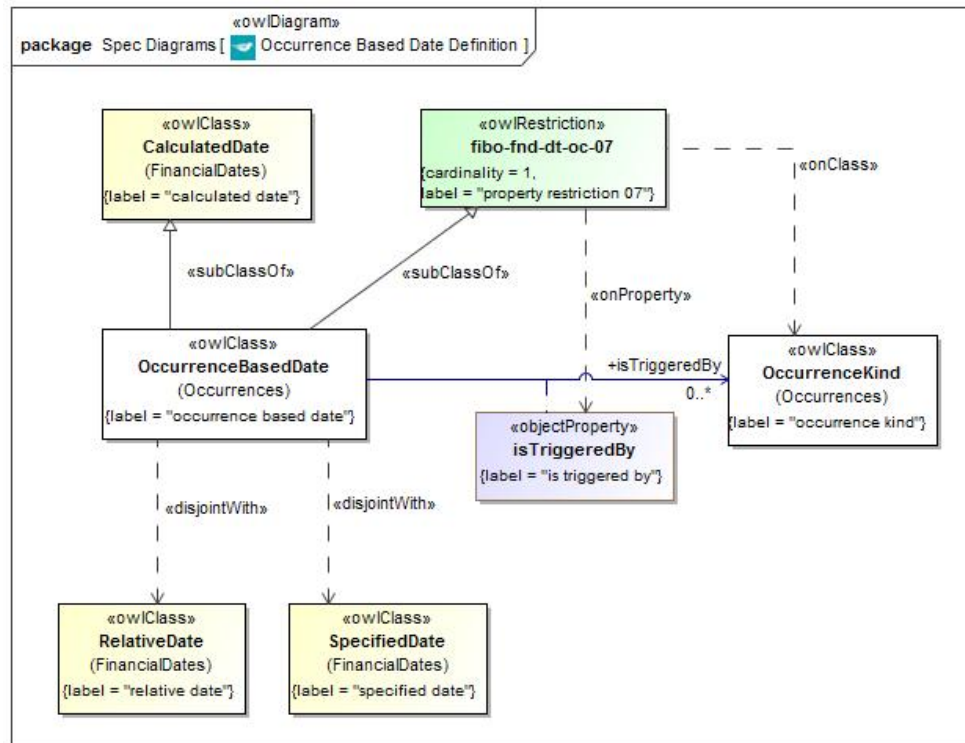 «owlDiagram»
package Spec Diagrams [ Occurrence Based Date Definition ]
«owlClass»
CalculatedDate
(FinancialDates)
{label = "calculated date"}
«owlRestriction»
fibo-fnd-dt-oc-07
{cardinality = 1,
label = "property restriction 07"}
«onClass»
«subClassOf»
«subClassOf»
«onProperty»
«owlClass»
OccurrenceBasedDate
(Occurrences)
{label = "occurrence based date"}
+isTriggeredBy
0..*
«owlClass»
OccurrenceKind
(Occurrences)
{label = "occurrence kind"}
«objectProperty»
isTriggeredBy
{label = "is triggered by"}
«disjointWith»
«disjointWith»
«owlClass»
RelativeDate
(FinancialDates)
{label = "relative date"}
«owlClass»
SpecifiedDate
(FinancialDates)
{label = "specified date"}